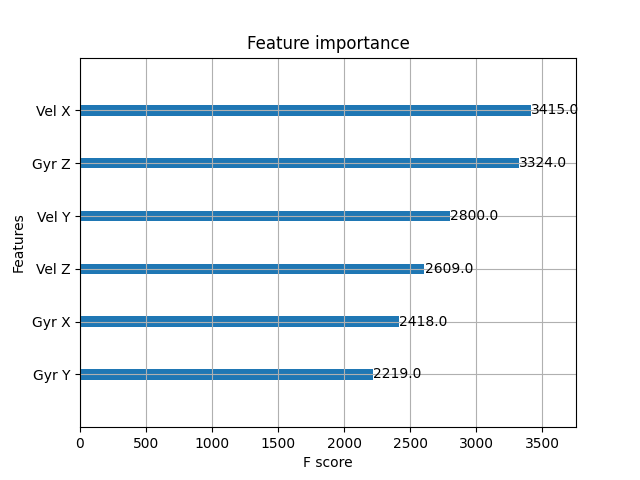 Feature importance
Vel X
3415.0
Gyr Z
3324.0
Vel Y
2800.0
Vel Z
2609.0
Gyr X
2418.0
Gyr Y
2219.0
Features
0 500 1000 1500 2000 2500 3000 3500
F score